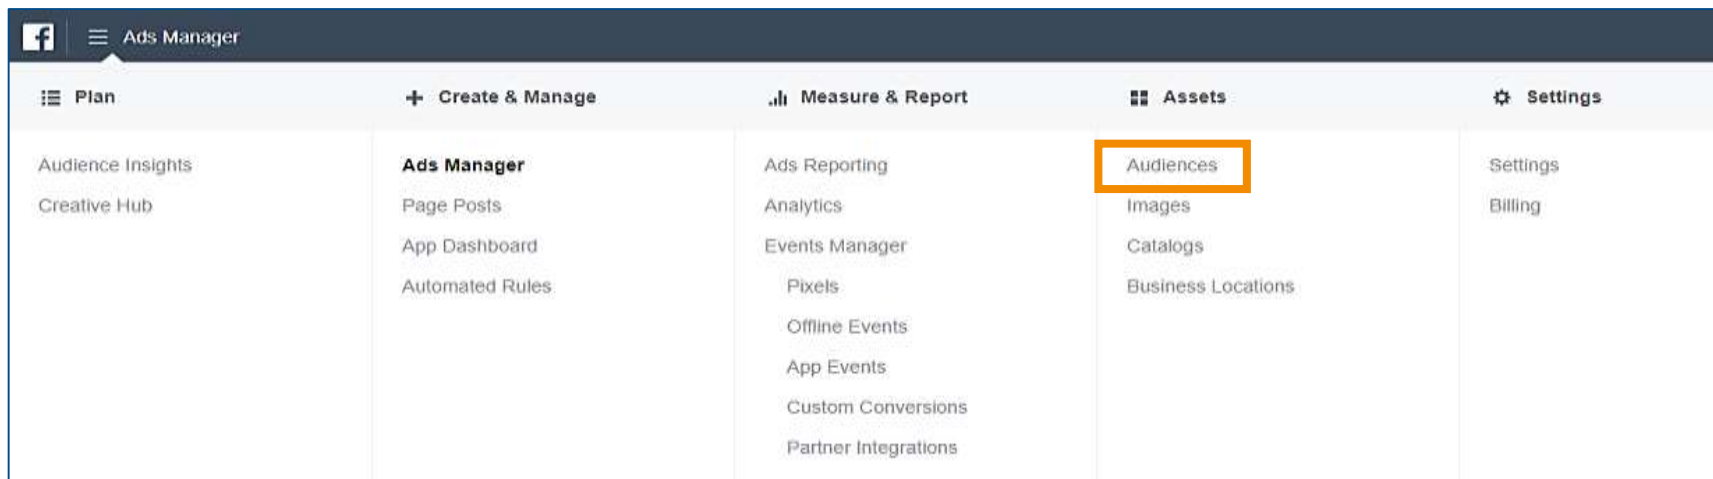 f Ads Manager
Plan
Audience Insights
Creative Hub
Create & Manage
Ads Manager
Page Posts
App Dashboard
Automated Rules
Measure & Report
Ads Reporting
Analytics
Events Manager
Pixels
Offline Events
App Events
Custom Conversions
Partner Integrations
Assets
Audiences
Images
Catalogs
Business Locations
Settings
Settings
Billing